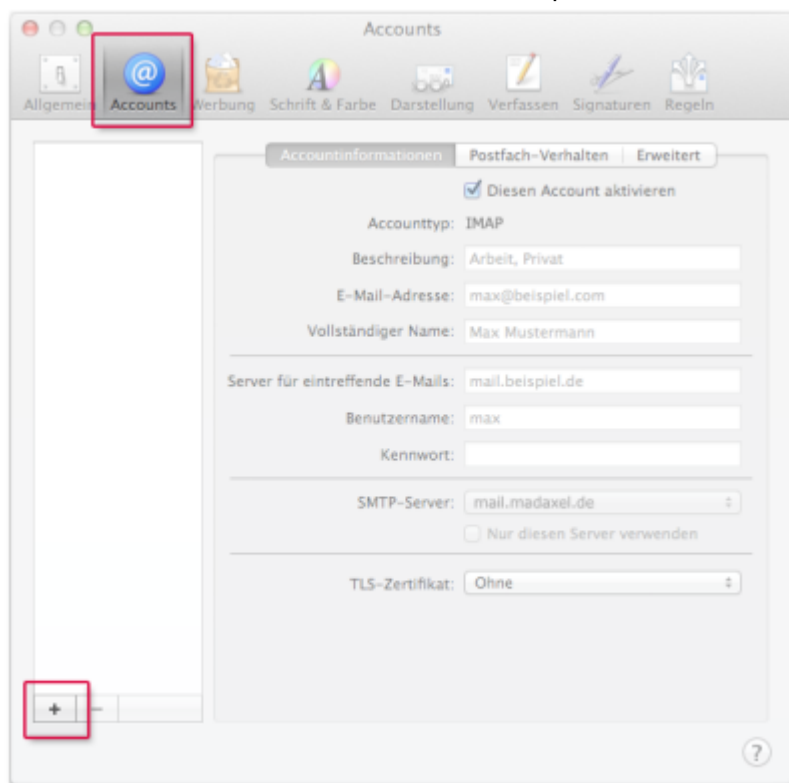 Accounts
Allgemein Accounts Werbung Schrift & Farbe Darstellung Verfassen Signaturen Regeln
Accountinformationen Postfach-Verhalten Erweitert
Diesen Account aktivieren
Accounttyp: IMAP
Beschreibung: Arbeit, Privat
E-Mail-Adresse: max@beispiel.com
Vollständiger Name: Max Mustermann
Server für eintreffende E-Mails: mail.beispiel.de
Benutzername: max
Kennwort:
SMTP-Server: mail.madaxel.de
Nur diesen Server verwenden
TLS-Zertifikat: Ohne
+ −
?